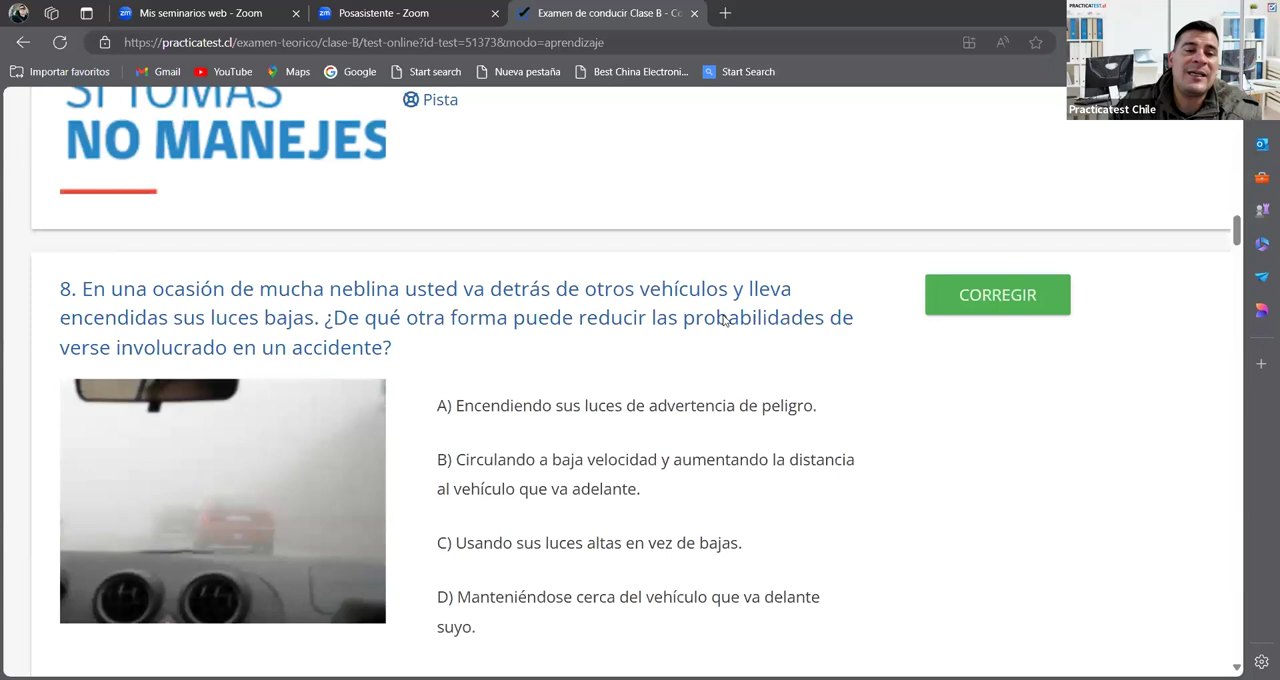 Mis seminarios web - Zoom
Posasistente - Zoom
Examen de conducir Clase B - Co
https://practicatest.cl/examen-teorico/clase-B/test-online?id-test=51373&modo=aprendizaje
Importar favoritos
Gmail
YouTube
Maps
Google
Start search
Nueva pestaña
Best China Electroni...
Start Search
PRACTICATEST.cl
Practicatest Chile
SI TOMAS
NO MANEJES
Pista
8. En una ocasión de mucha neblina usted va detrás de otros vehículos y lleva
encendidas sus luces bajas. ¿De qué otra forma puede reducir las probabilidades de
verse involucrado en un accidente?
CORREGIR
A) Encendiendo sus luces de advertencia de peligro.
B) Circulando a baja velocidad y aumentando la distancia
al vehículo que va adelante.
C) Usando sus luces altas en vez de bajas.
D) Manteniéndose cerca del vehículo que va delante
suyo.